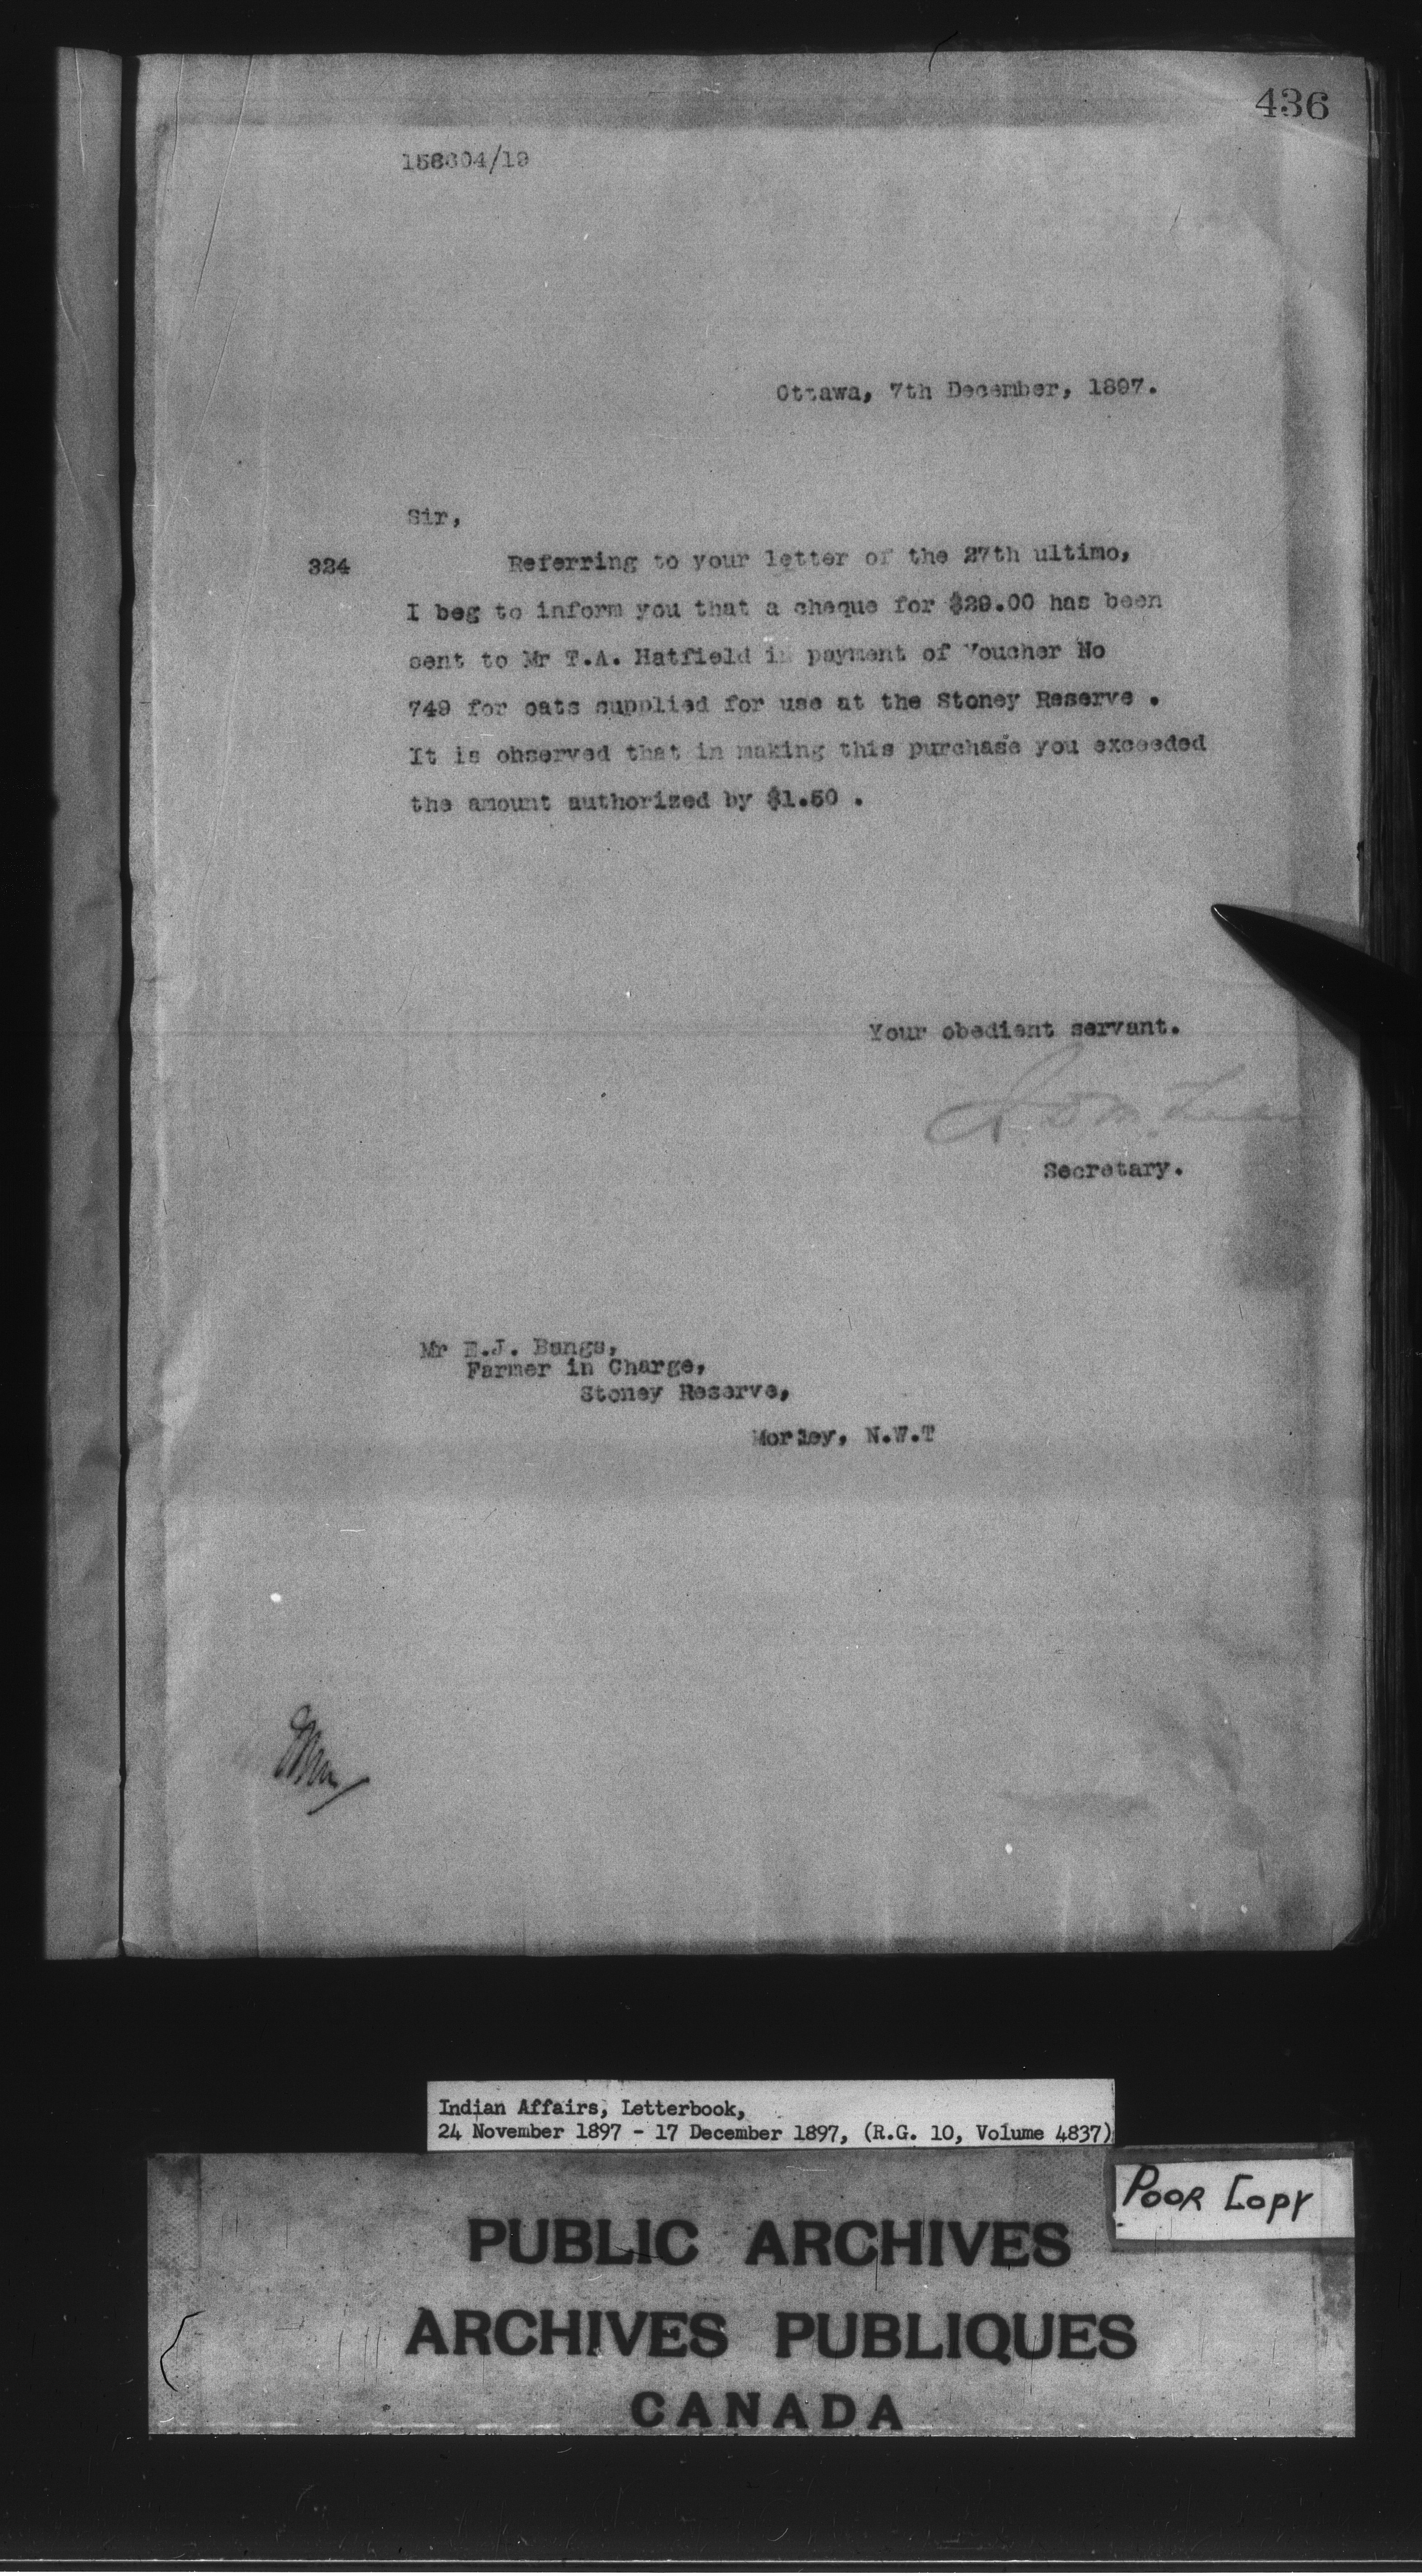 436
158604/19
Ottawa, 7th December, 1897.
Sir,
324 Referring to your letter of the 27th ultimo,
I beg to inform you that a cheque for $29.00 has been
sent to Mr T.A. Hatfield in payment of Voucher No
749 for oats supplied for use at the Stoney Reserve .
It is observed that in making this purchase you exceeded
the amount authorized by $1.50 .
Your obedient servant.
Secretary.
Mr E.J. Bangs,
Farmer in Charge,
Stoney Reserve,
Morley, N.W.T
Indian Affairs, Letterbook,
24 November 1897 - 17 December 1897, (R.G. 10, Volume 4837)
Poor Copy
PUBLIC ARCHIVES
ARCHIVES PUBLIQUES
CANADA